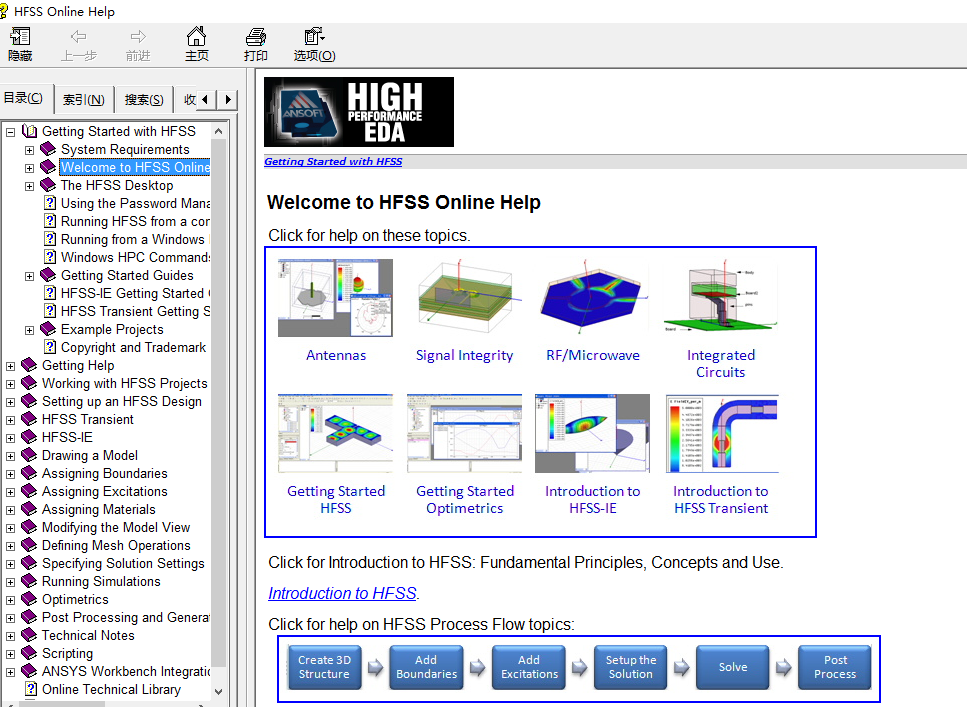 HFSS Online Help
隐藏 上一步 前进 主页 打印 选项(O)
目录(C) 索引(N) 搜索(S) 收
Getting Started with HFSS
System Requirements
Welcome to HFSS Online
The HFSS Desktop
Using the Password Mana
Running HFSS from a cor
Running from a Windows
Windows HPC Commands
Getting Started Guides
HFSS-IE Getting Started
HFSS Transient Getting S
Example Projects
Copyright and Trademark
Getting Help
Working with HFSS Projects
Setting up an HFSS Design
HFSS Transient
HFSS-IE
Drawing a Model
Assigning Boundaries
Assigning Excitations
Assigning Materials
Modifying the Model View
Defining Mesh Operations
Specifying Solution Settings
Running Simulations
Optimetrics
Post Processing and Genera
Technical Notes
Scripting
ANSYS Workbench Integratio
Online Technical Library
ANSOFT
HIGH
PERFORMANCE
EDA
Getting Started with HFSS
Welcome to HFSS Online Help
Click for help on these topics.
Antennas
Signal Integrity
RF/Microwave
Integrated
Circuits
Getting Started
HFSS
Getting Started
Optimetrics
Introduction to
HFSS-IE
Introduction to
HFSS Transient
Click for Introduction to HFSS: Fundamental Principles, Concepts and Use.
Introduction to HFSS.
Click for help on HFSS Process Flow topics:
Create 3D
Structure
Add
Boundaries
Add
Excitations
Setup the
Solution
Solve
Post
Process